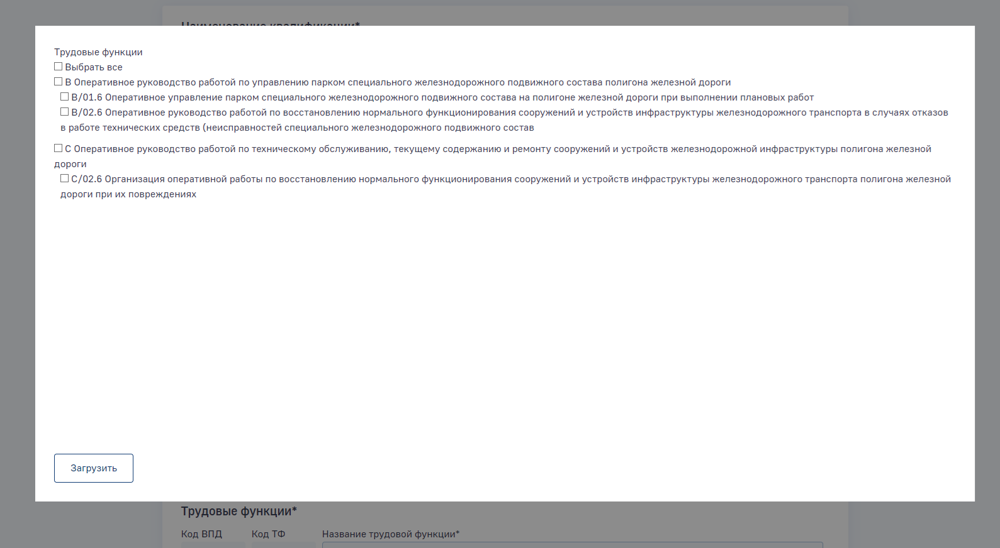 Наименование квалификации*
Трудовые функции
Выбрать все
B Оперативное руководство работой по управлению парком специального железнодорожного подвижного состава полигона железной дороги
B/01.6 Оперативное управление парком специального железнодорожного подвижного состава на полигоне железной дороги при выполнении плановых работ
B/02.6 Оперативное руководство работой по восстановлению нормального функционирования сооружений и устройств инфраструктуры железнодорожного транспорта в случаях отказов
в работе технических средств (неисправностей специального железнодорожного подвижного состав
C Оперативное руководство работой по техническому обслуживанию, текущему содержанию и ремонту сооружений и устройств железнодорожной инфраструктуры полигона железной
дороги
C/02.6 Организация оперативной работы по восстановлению нормального функционирования сооружений и устройств инфраструктуры железнодорожного транспорта полигона железной
дороги при их повреждениях
Загрузить
Трудовые функции*
Код ВПД Код ТФ Название трудовой функции*